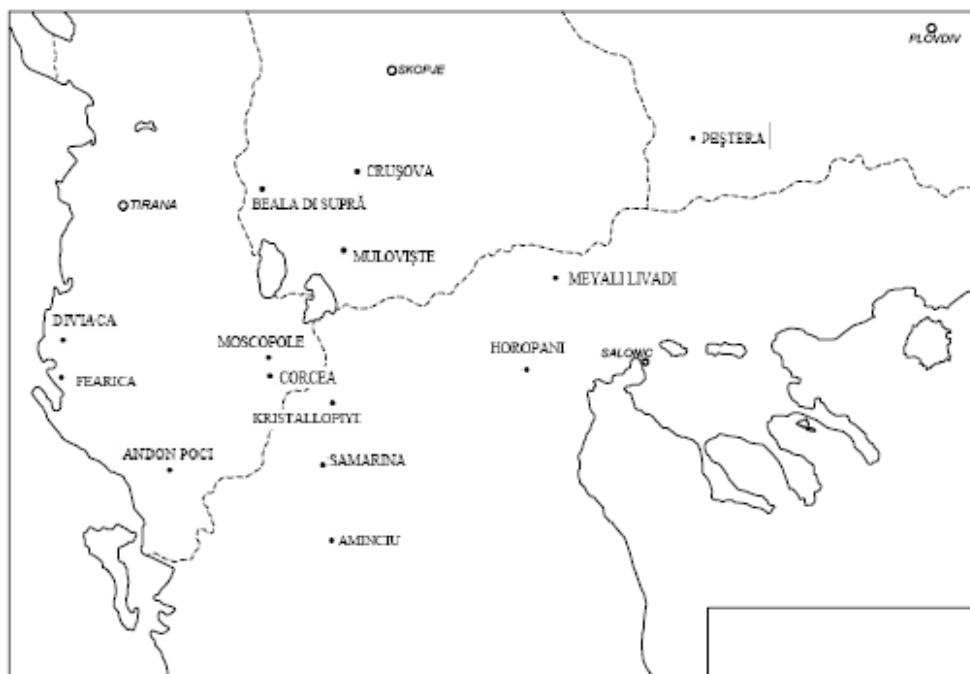 PLOVDIV
SKOPJE
PEŞTERA
CRUŞOVA
BEALA DI SUPRĂ
TIRANA
MULOVIŞTE
MEYALI LIVADI
DIVIACA
MOSCOPOLE
HOROPANI
SALONIC
FEARICA
CORCEA
KRISTALLOPIYI
ANDON POCI
SAMARINA
AMINCIU